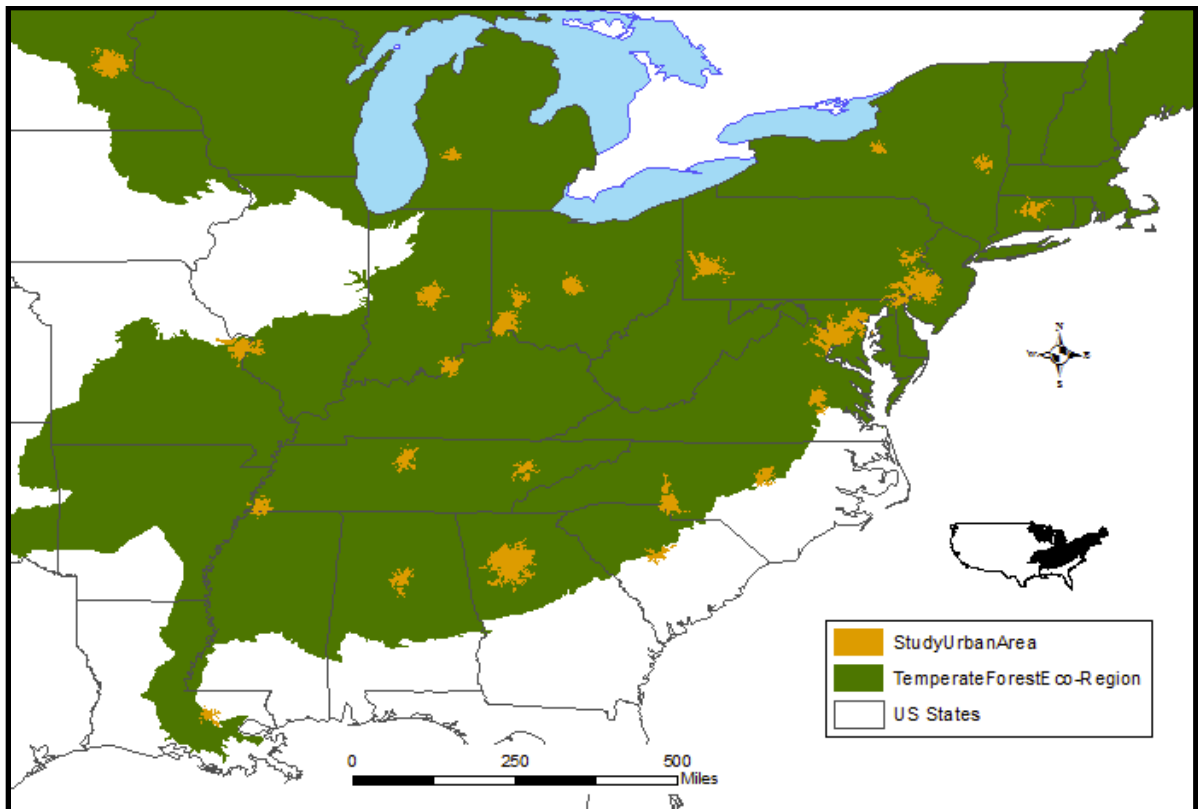 N
W E
S
StudyUrbanArea
TemperateForestEco-Region
US States
0 250 500
Miles